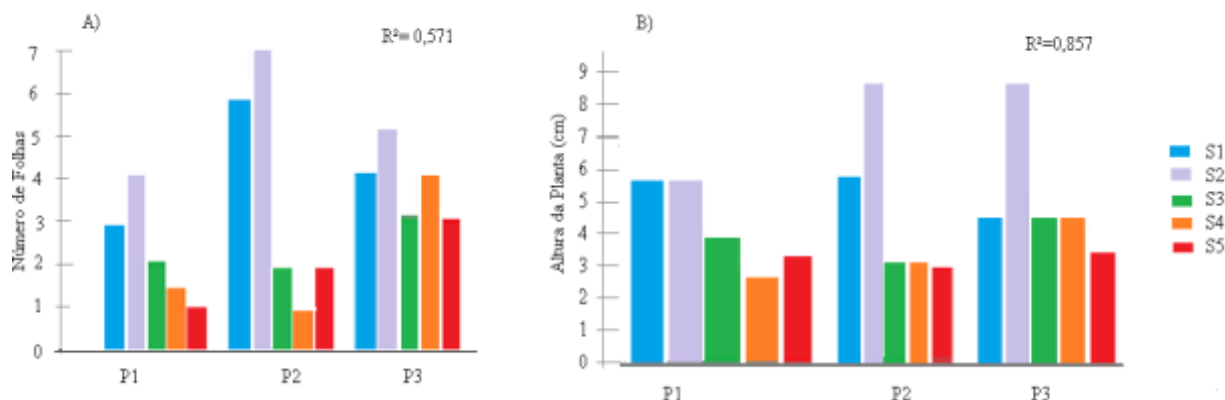 A)
R²= 0,571
Número de Folhas
7
6
5
4
3
2
1
0
P1 P2 P3
B)
R²=0,857
Altura da Planta (cm)
9
8
7
6
5
4
3
2
1
0
P1 P2 P3
S1
S2
S3
S4
S5